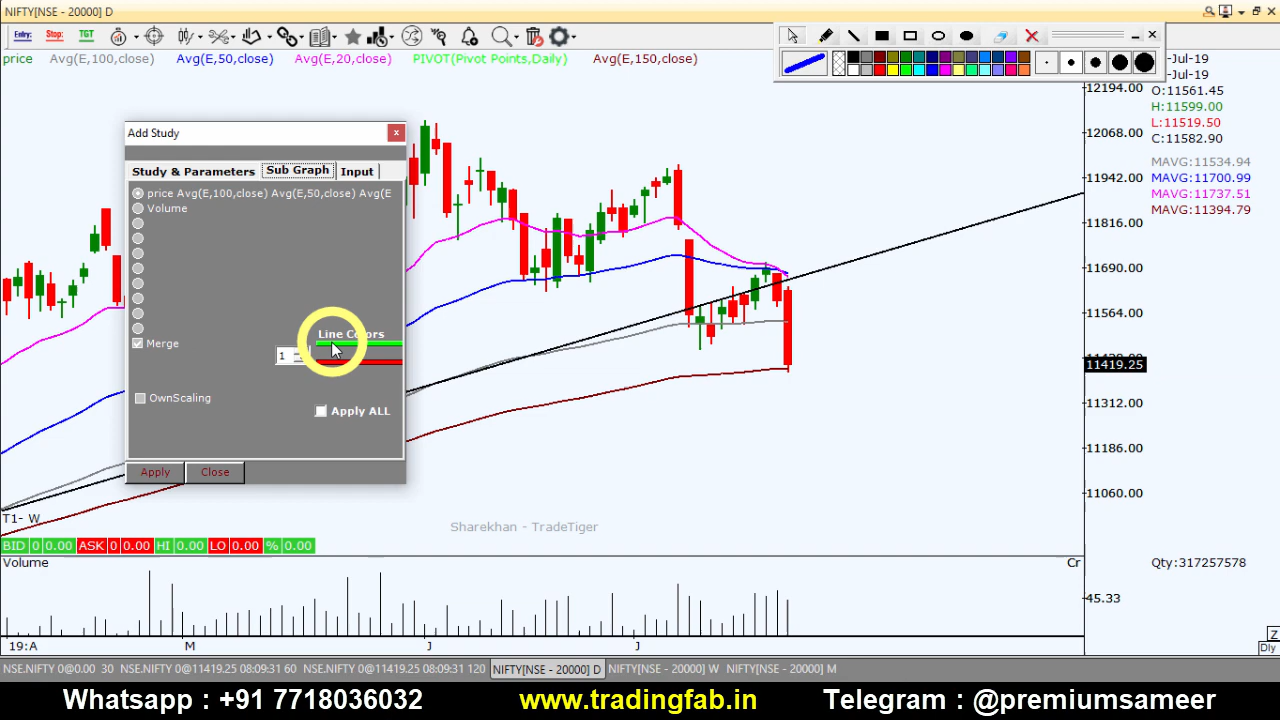 NIFTY[NSE - 20000] D
Entry:
Stop:
TGT
price Avg(E,100,close) Avg(E,50,close) Avg(E,20,close) PIVOT(Pivot Points,Daily) Avg(E,150,close)
-Jul-19
-Jul-19
O:11561.45
H:11599.00
L:11519.50
C:11582.90
MAVG:11534.94
MAVG:11700.99
MAVG:11737.51
MAVG:11394.79
12194.00
12068.00
11942.00
11816.00
11690.00
11564.00
11419.25
11312.00
11186.00
11060.00
Add Study
Study & Parameters
Sub Graph
Input
price Avg(E,100,close) Avg(E,50,close) Avg(E
Volume
Line Colors
Merge
1
OwnScaling
Apply ALL
Apply
Close
T1- W
Sharekhan - TradeTiger
BID 0 0.00 ASK 0 0.00 HI 0.00 LO 0.00 % 0.00
Volume
Cr
Qty:317257578
45.33
19:A M J J
Z
Dly
NSE.NIFTY 0@0.00 30 NSE.NIFTY 0@11419.25 08:09:31 60 NSE.NIFTY 0@11419.25 08:09:31 120 NIFTY[NSE - 20000] D NIFTY[NSE - 20000] W NIFTY[NSE - 20000] M
Whatsapp : +91 7718036032 www.tradingfab.in Telegram : @premiumsameer